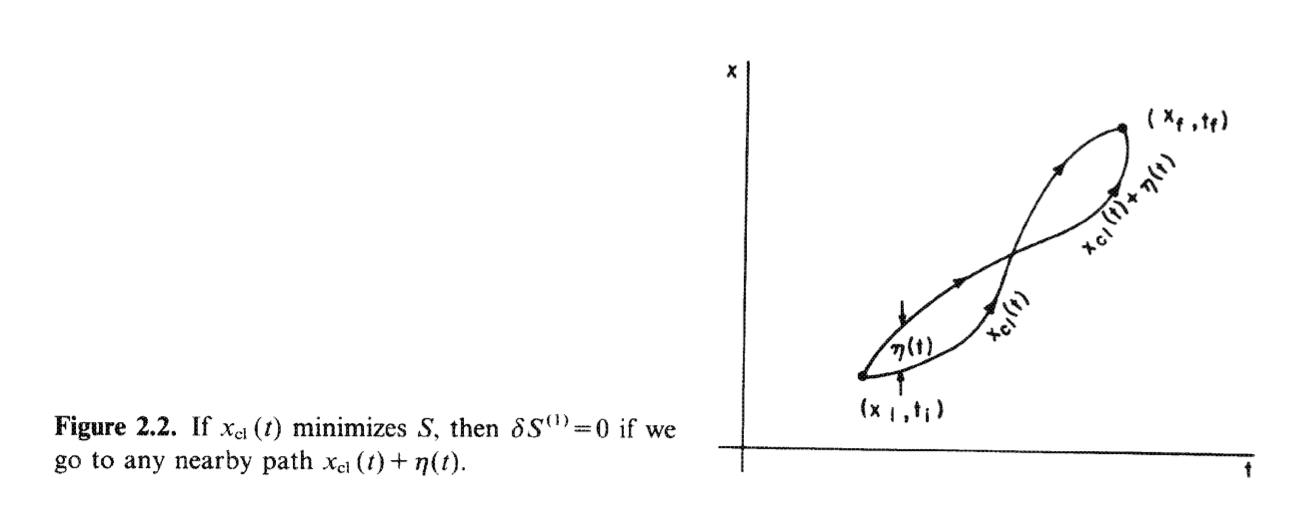 x
( x_f , t_f )
x_cl (t) + η(t)
x_cl (t)
η(t)
(x_i , t_i )
t
Figure 2.2. If x_cl (t) minimizes S, then δS⁽¹⁾=0 if we
go to any nearby path x_cl (t) + η(t).